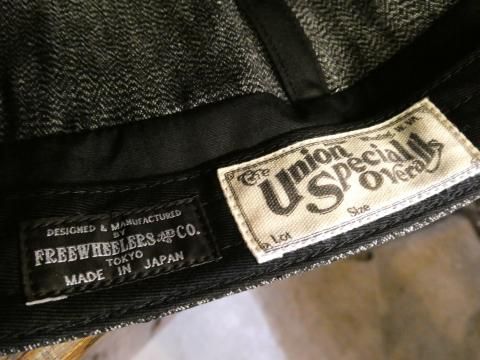 DESIGNED & MANUFACTURED
BY
FREEWHEELERS AND CO.
TOKYO
MADE IN JAPAN
The
Union
Special
Overalls
Lot
Size